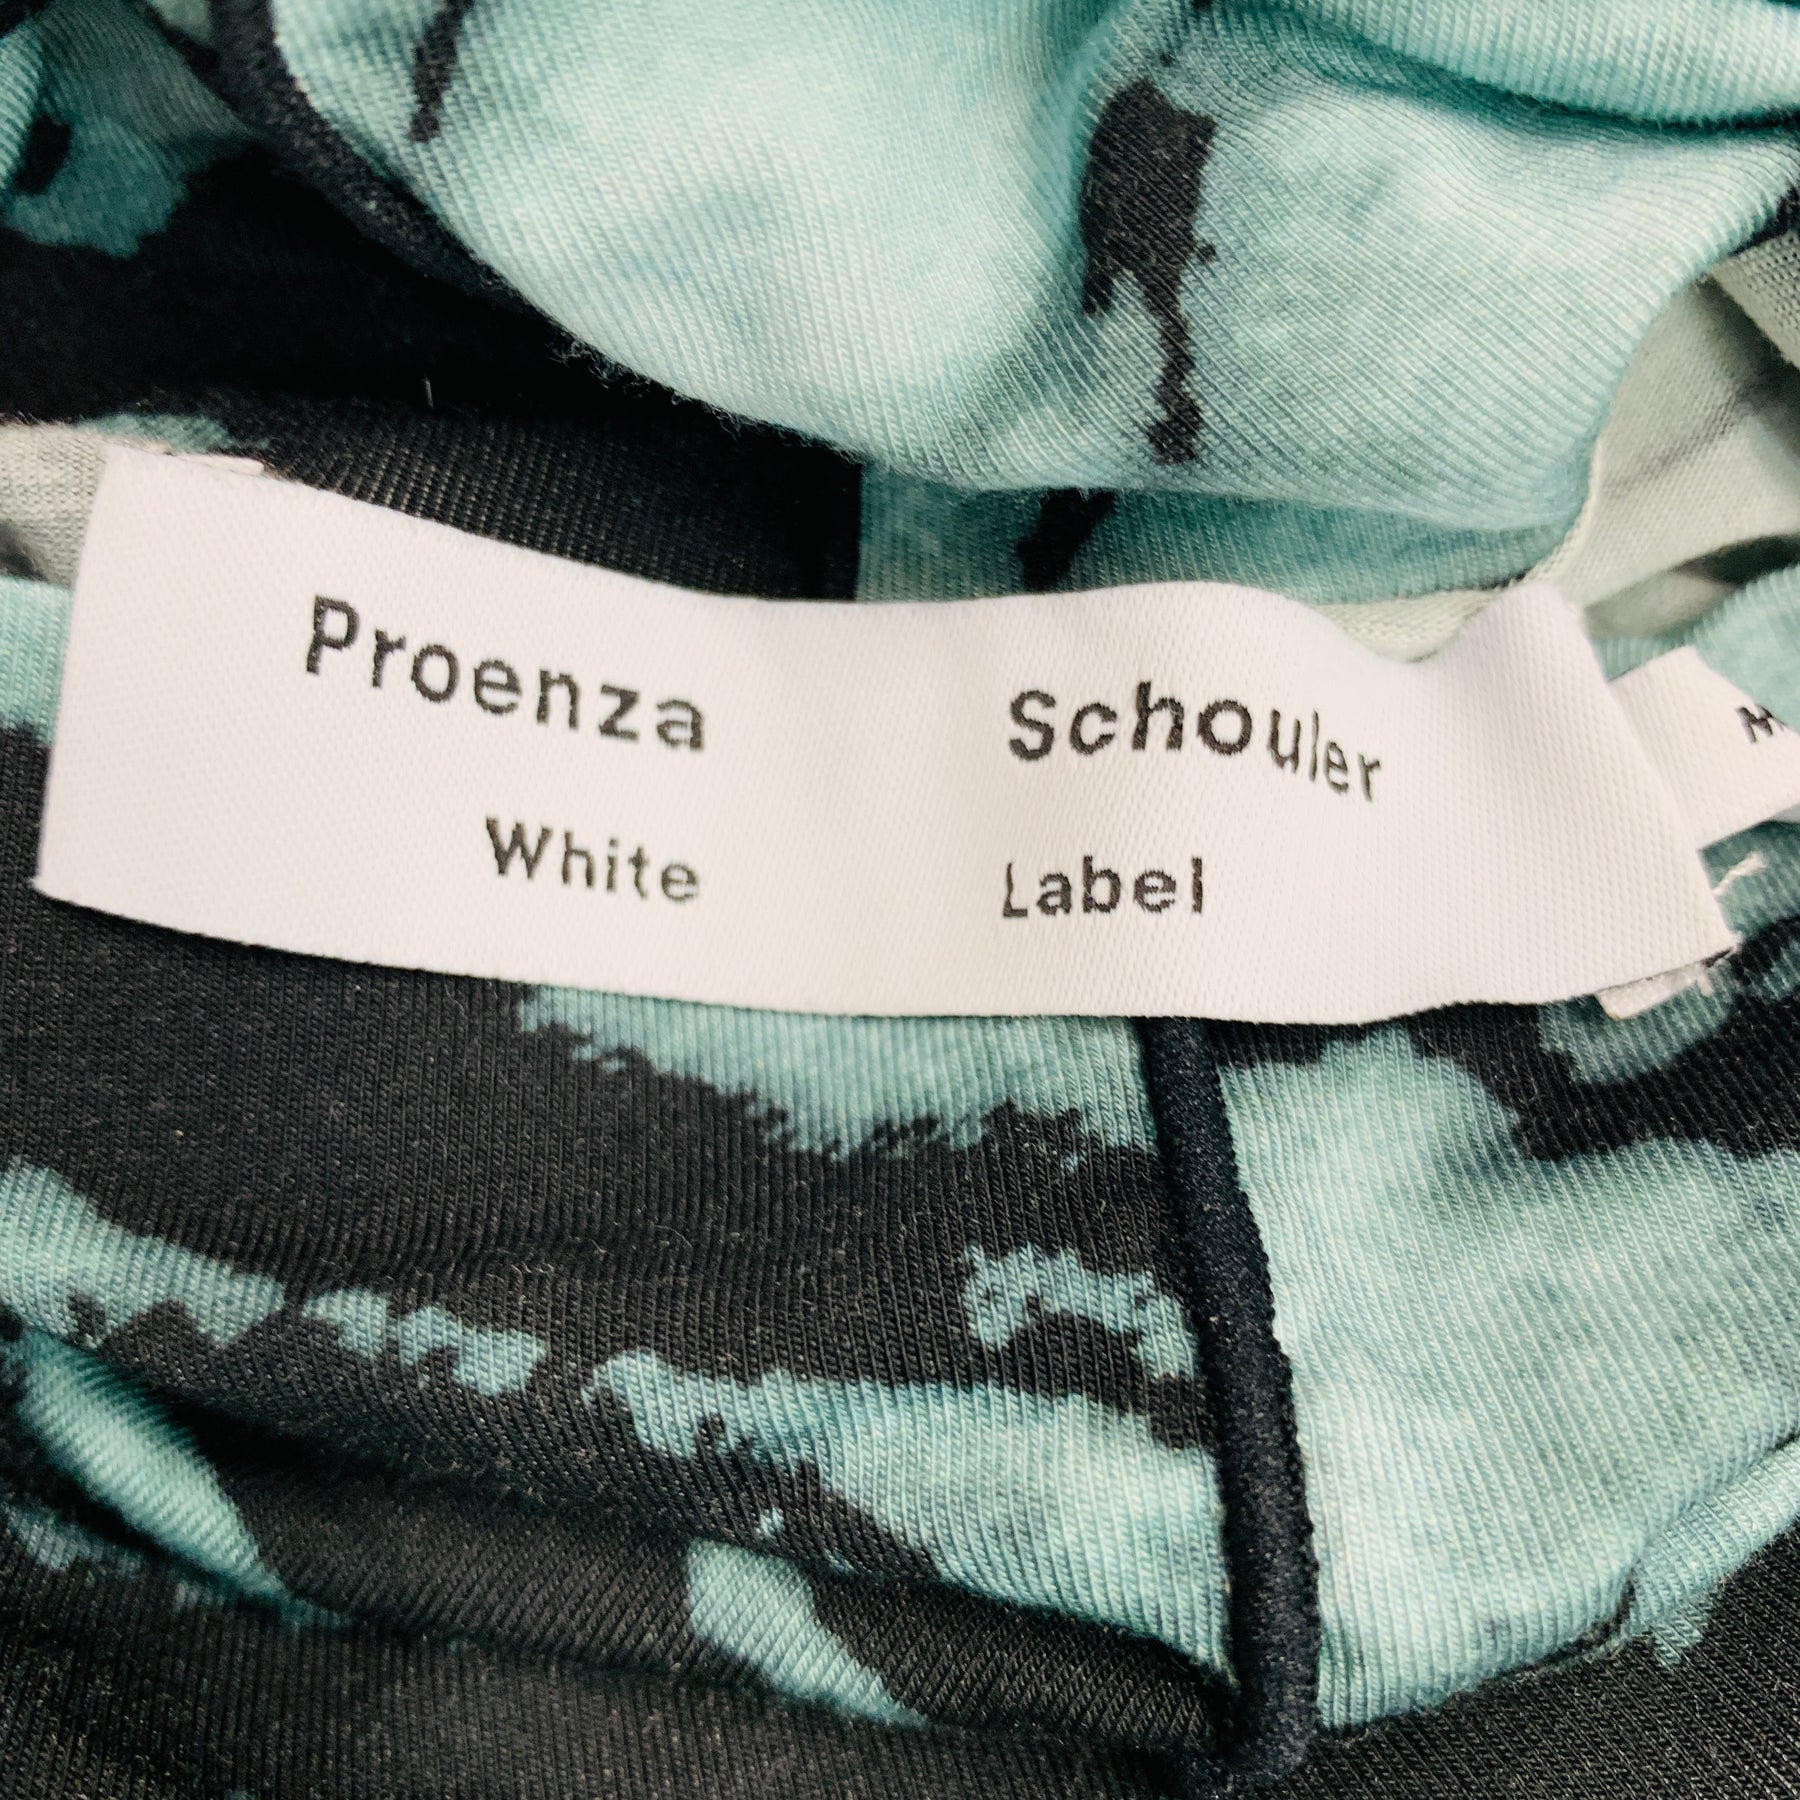 Proenza Schouler
White Label